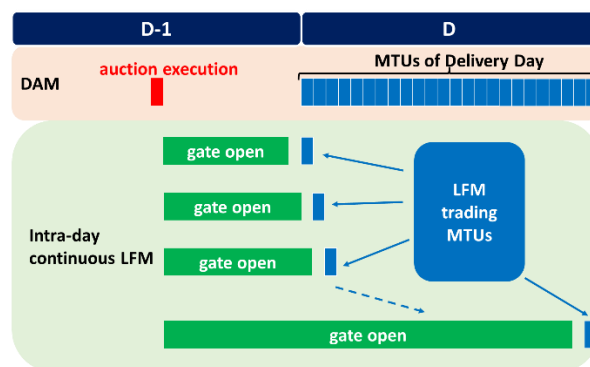 D-1
D
auction execution
MTUs of Delivery Day
DAM
gate open
gate open
gate open
gate open
Intra-day
continuous LFM
LFM
trading
MTUs